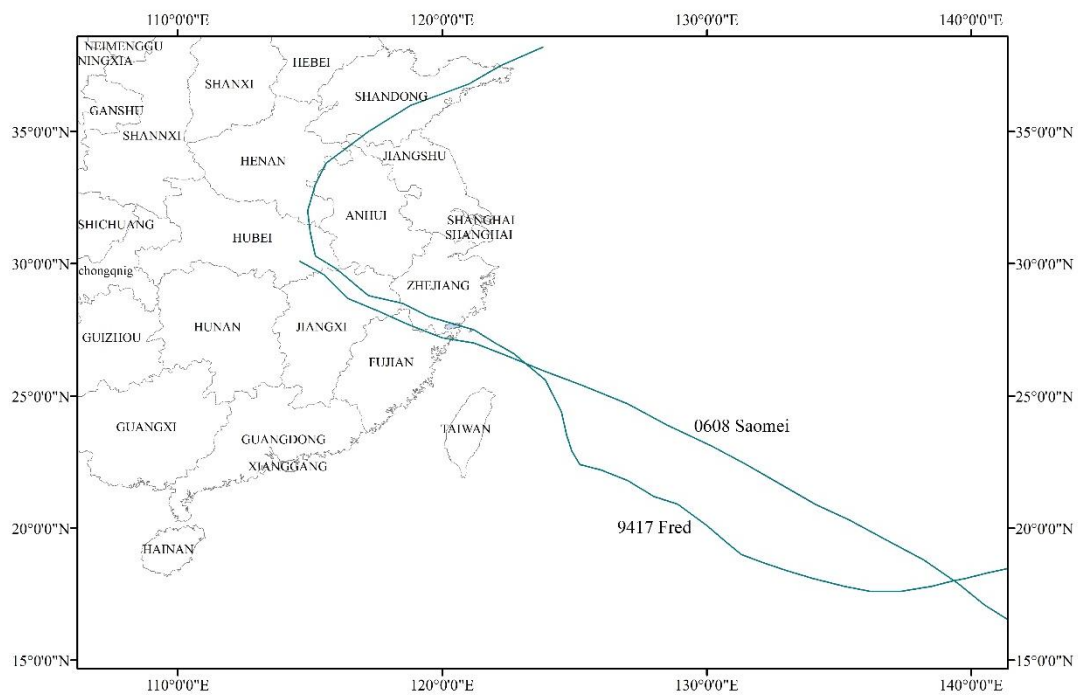 110°0'0"E 120°0'0"E 130°0'0"E 140°0'0"E
NEIMENGGU
NINGXIA
HEBEI
SHANXI
SHANDONG
GANSHU
35°0'0"N
35°0'0"N
SHANNXI
HENAN
JIANGSHU
SHICHUANG
ANHUI
SHANGHAI
SHANGHAI
HUBEI
30°0'0"N
chongqnig
30°0'0"N
ZHEJIANG
GUIZHOU
HUNAN
JIANGXI
FUJIAN
25°0'0"N
25°0'0"N
GUANGXI
GUANGDONG
TAIWAN
0608 Saomei
XIANGGANG
20°0'0"N
9417 Fred
20°0'0"N
HAINAN
15°0'0"N
15°0'0"N
110°0'0"E 120°0'0"E 130°0'0"E 140°0'0"E